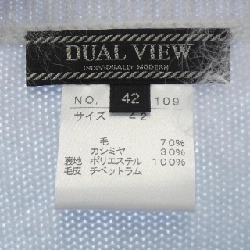 DUAL VIEW
INDIVIDUALLY MODERN
NO. 42 109
サイズ 42
毛 70%
カシミヤ 30%
裏地 ポリエステル 100%
毛皮 チベットラム